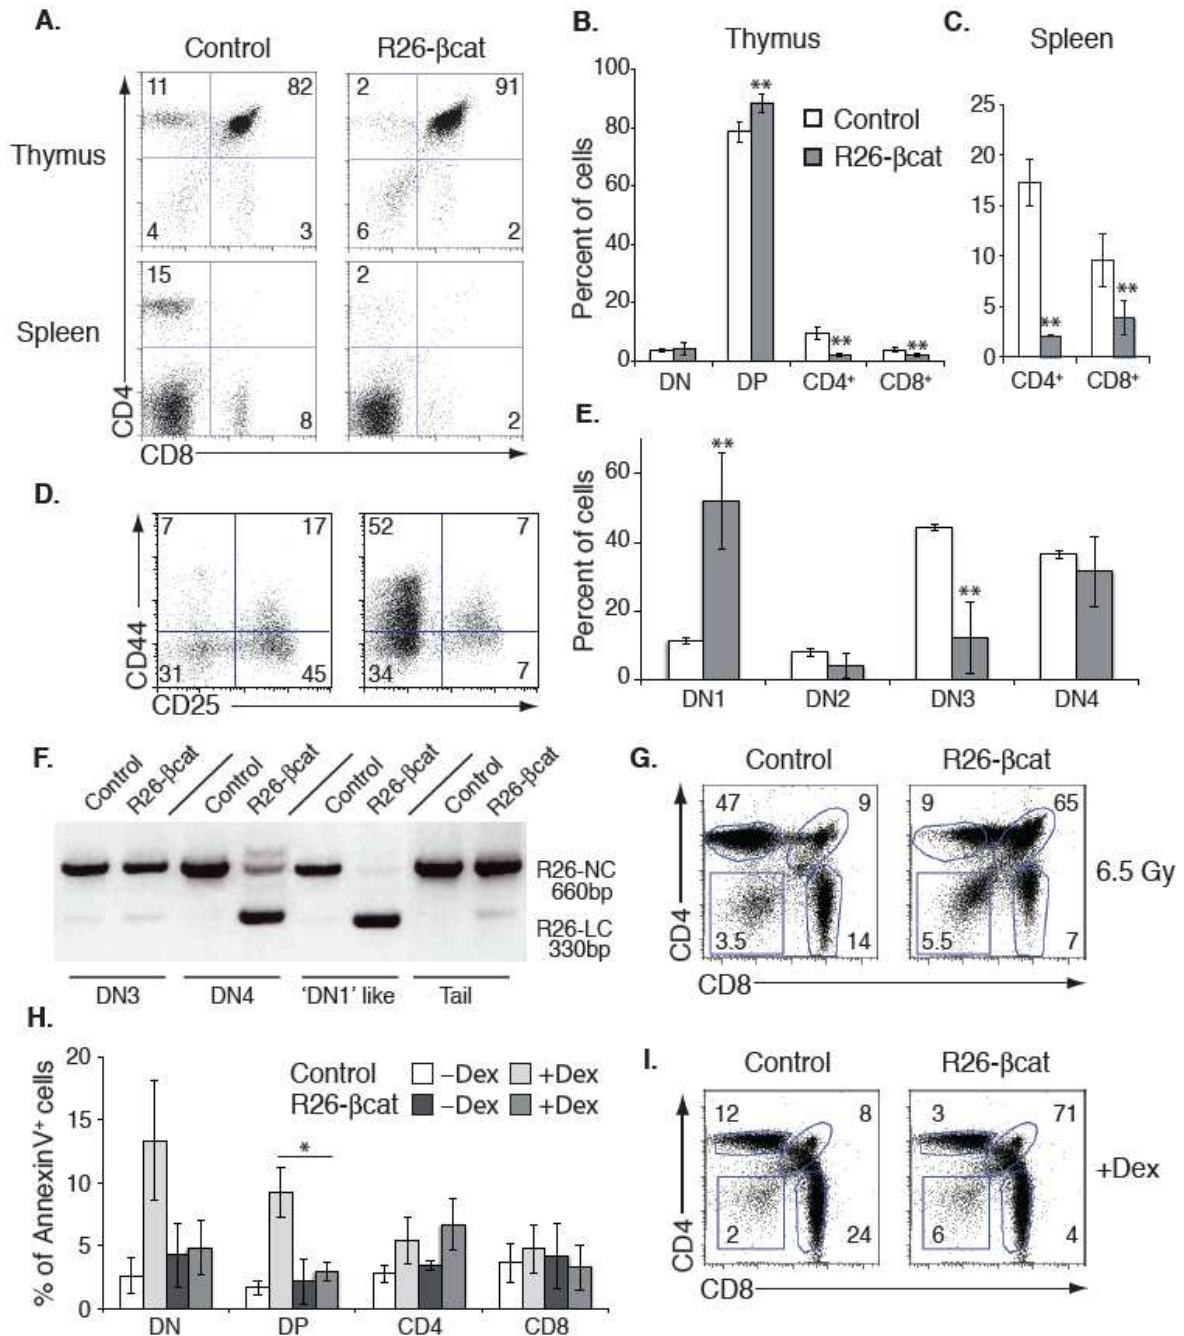 A.
Control R26-βcat
Thymus
11 82
4 3
2 91
6 2
Spleen
15
8
2
2
CD4
CD8
B.
Thymus
Percent of cells
100
80
60
40
20
0
** ** **
DN DP CD4+ CD8+
Control
R26-βcat
C.
Spleen
25
20
15
10
5
0
** **
CD4+ CD8+
D.
7 17
31 45
52 7
34 7
CD44
CD25
E.
Percent of cells
60
40
20
0
** **
DN1 DN2 DN3 DN4
F.
Control R26-βcat Control R26-βcat Control R26-βcat Control R26-βcat
R26-NC
660bp
R26-LC
330bp
DN3 DN4 'DN1' like Tail
G.
Control R26-βcat
47 9
3.5 14
9 65
5.5 7
6.5 Gy
CD4
CD8
H.
% of AnnexinV+ cells
20
15
10
5
0
Control –Dex +Dex
R26-βcat –Dex +Dex
*
DN DP CD4 CD8
I.
Control R26-βcat
12 8
2 24
3 71
6 4
+Dex
CD4
CD8